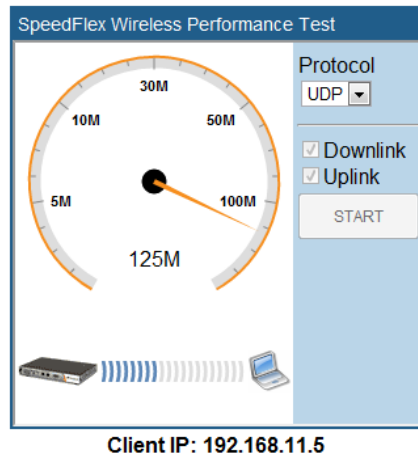 SpeedFlex Wireless Performance Test
Protocol
UDP
30M
10M
50M
5M
100M
125M
Downlink
Uplink
START
Client IP: 192.168.11.5